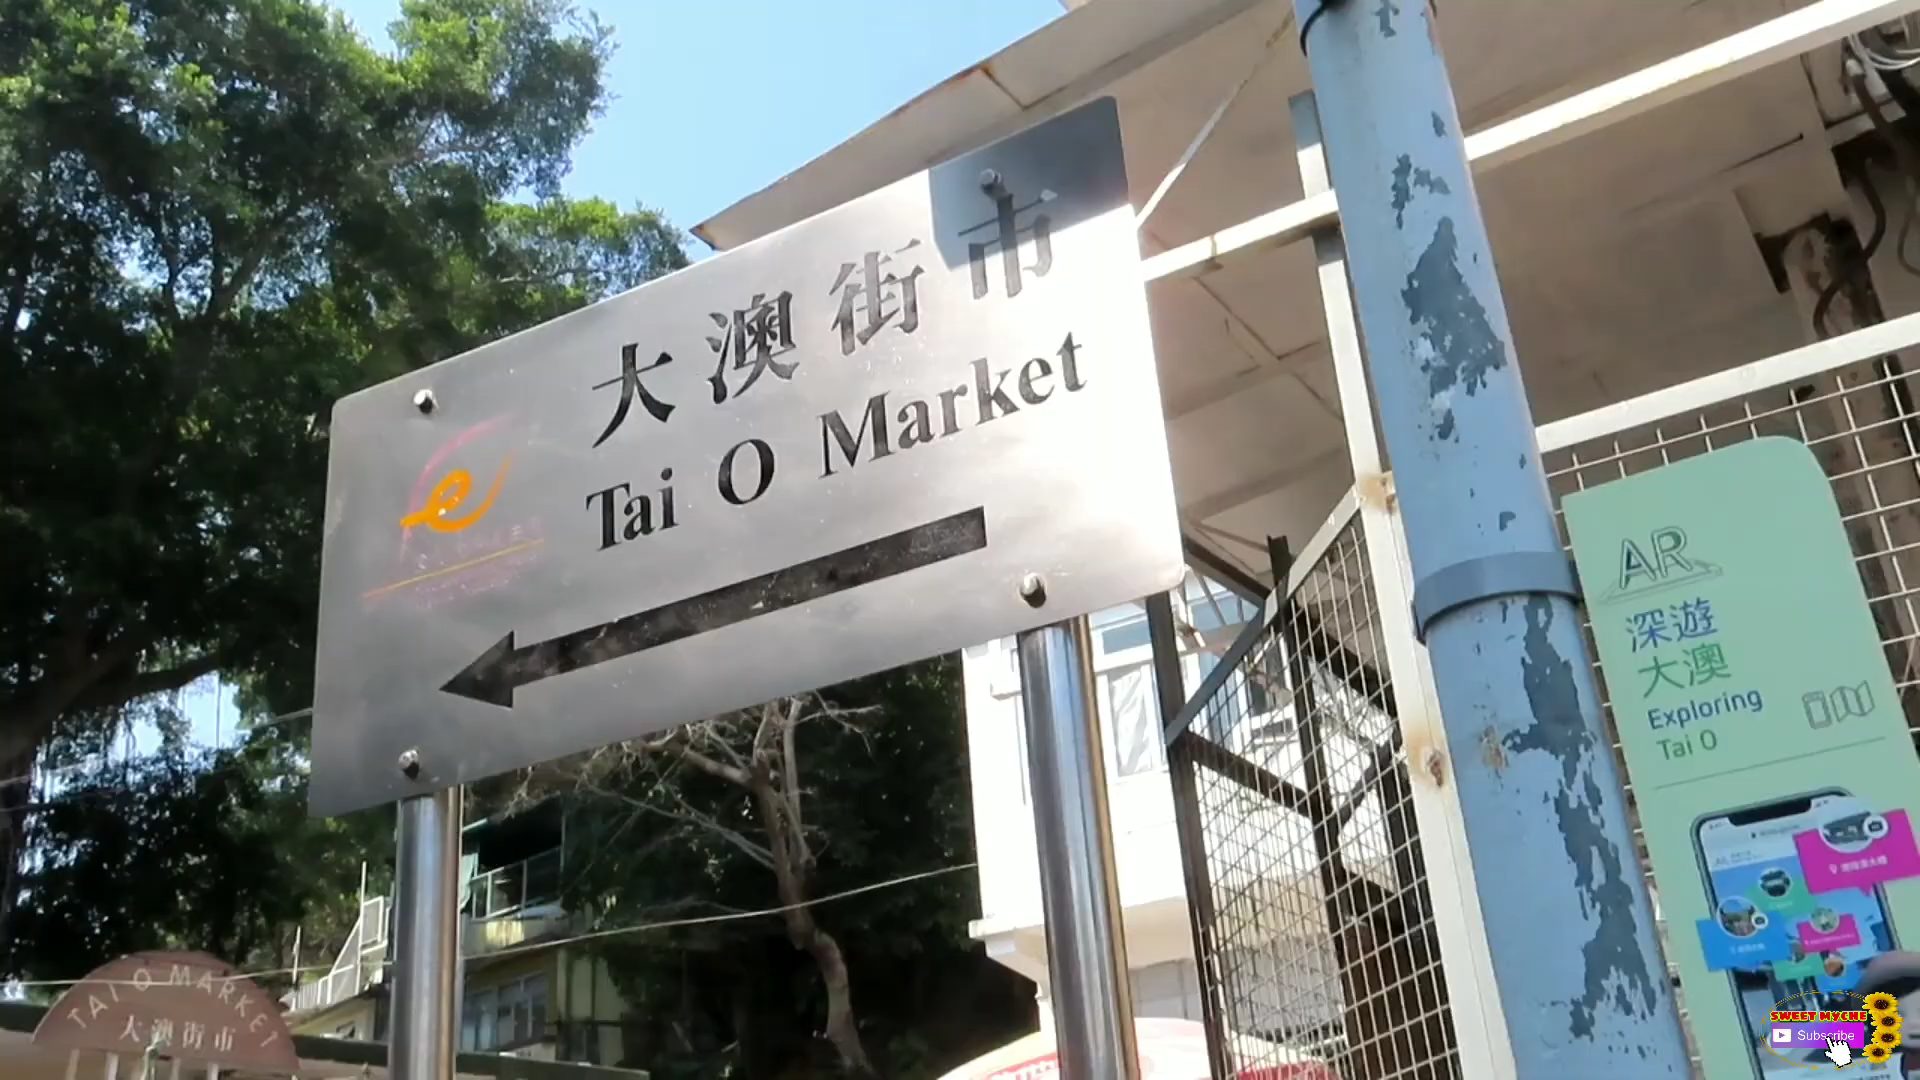 大澳街市
Tai O Market
AR
深遊
大澳
Exploring
Tai O
TAI O MARKET
大澳街市
SWEET MYCHE
Subscribe